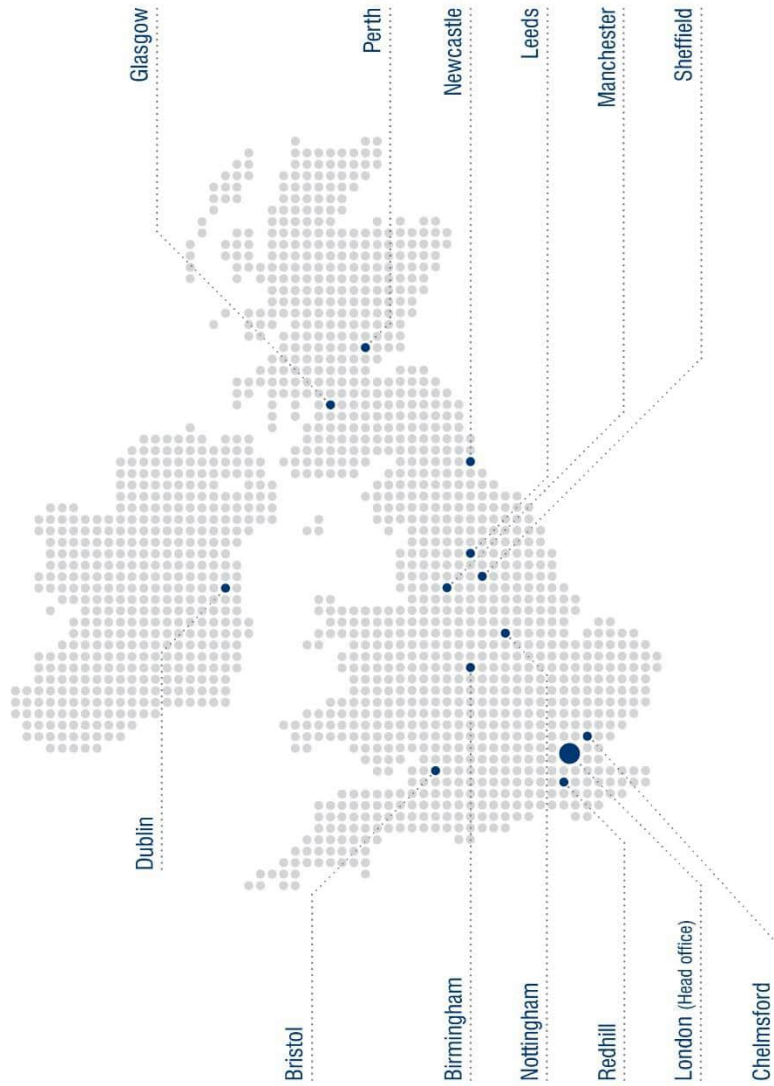 Glasgow
Perth
Newcastle
Leeds
Manchester
Sheffield
Dublin
Bristol
Birmingham
Nottingham
Redhill
London (Head office)
Chelmsford